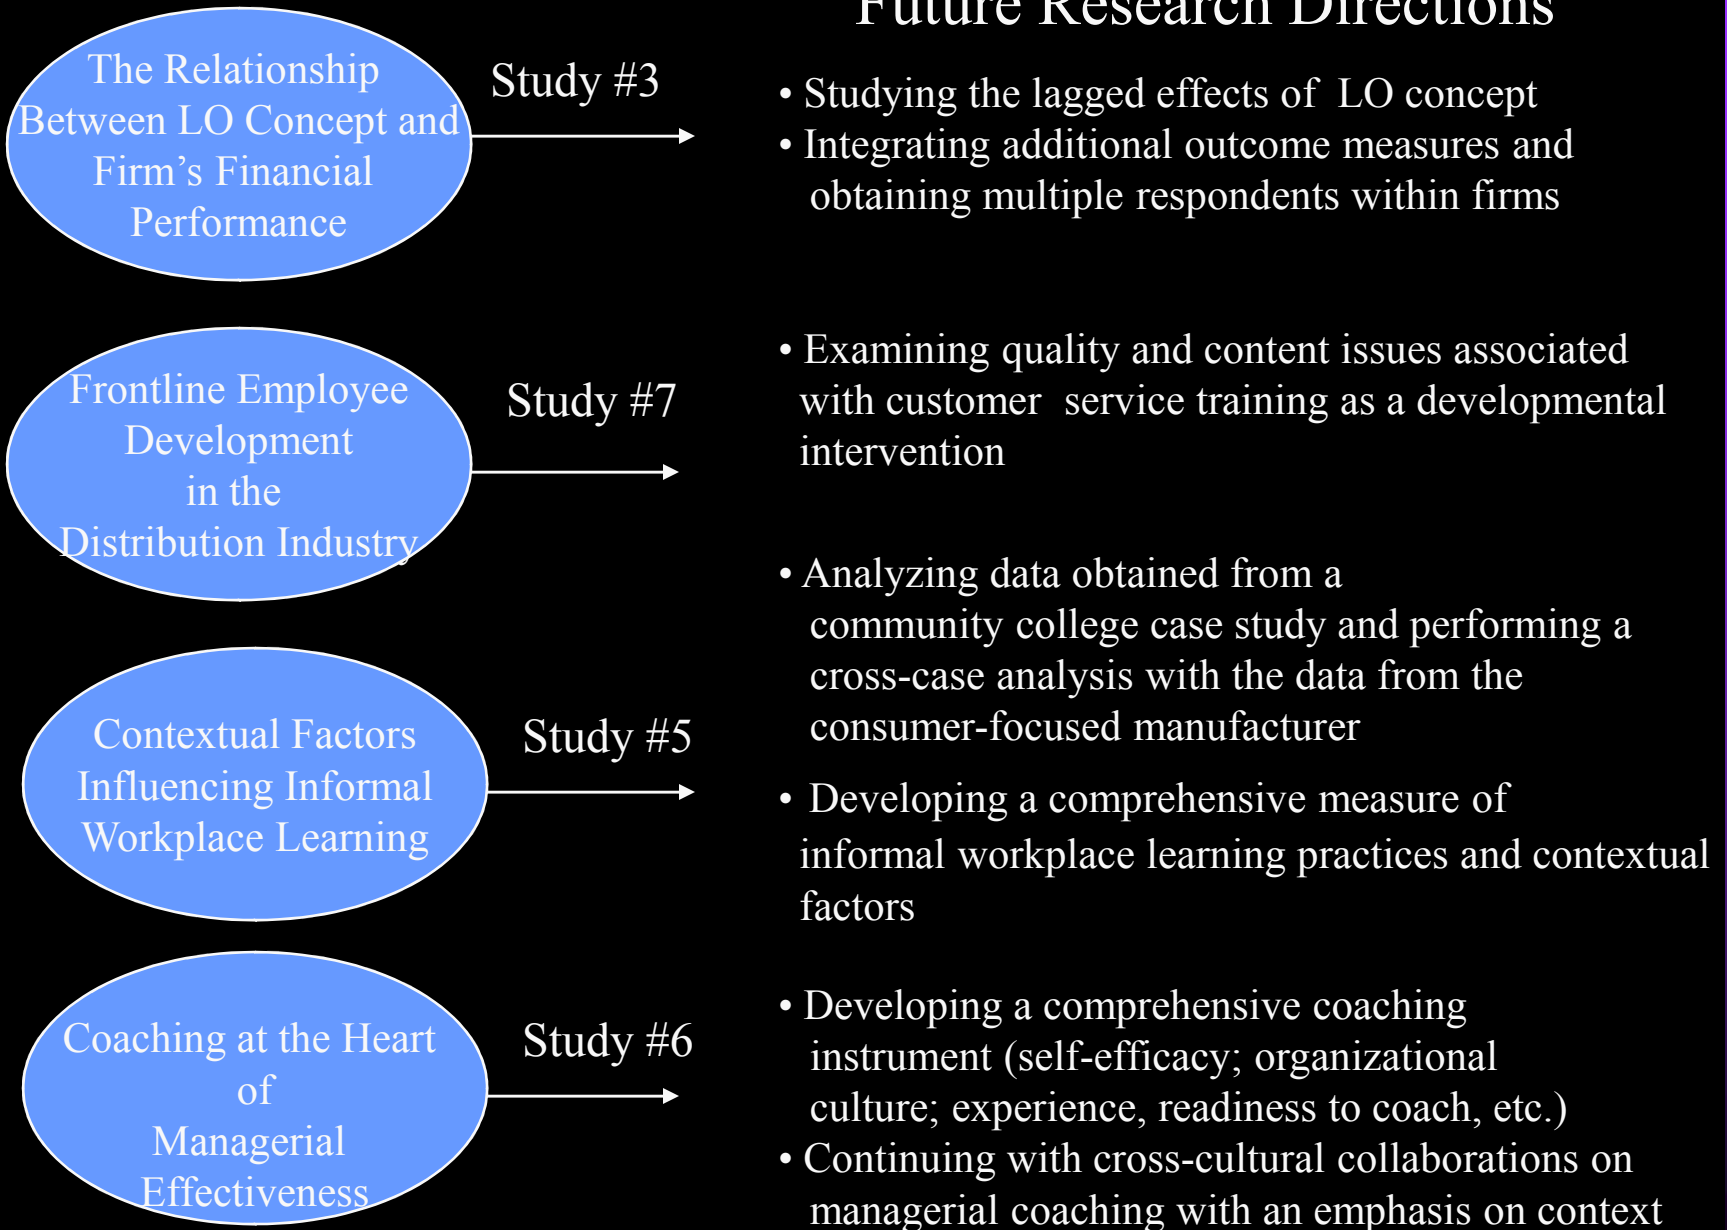 Future Research Directions
The Relationship
Between LO Concept and
Firm’s Financial
Performance
Study #3
• Studying the lagged effects of LO concept
• Integrating additional outcome measures and
obtaining multiple respondents within firms
Frontline Employee
Development
in the
Distribution Industry
Study #7
• Examining quality and content issues associated
with customer service training as a developmental
intervention
Contextual Factors
Influencing Informal
Workplace Learning
Study #5
• Analyzing data obtained from a
community college case study and performing a
cross-case analysis with the data from the
consumer-focused manufacturer
• Developing a comprehensive measure of
informal workplace learning practices and contextual
factors
Coaching at the Heart
of
Managerial
Effectiveness
Study #6
• Developing a comprehensive coaching
instrument (self-efficacy; organizational
culture; experience, readiness to coach, etc.)
• Continuing with cross-cultural collaborations on
managerial coaching with an emphasis on context